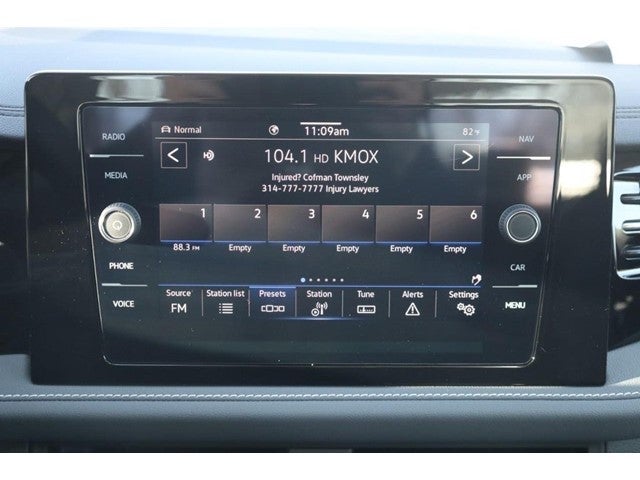 RADIO
MEDIA
PHONE
VOICE
Normal 11:09am 82°F
104.1 HD KMOX
Injured? Cofman Townsley
314-777-7777 Injury Lawyers
1 2 3 4 5 6
88.3 FM Empty Empty Empty Empty Empty
Source Station list Presets Station Tune Alerts Settings
FM
NAV
APP
CAR
MENU